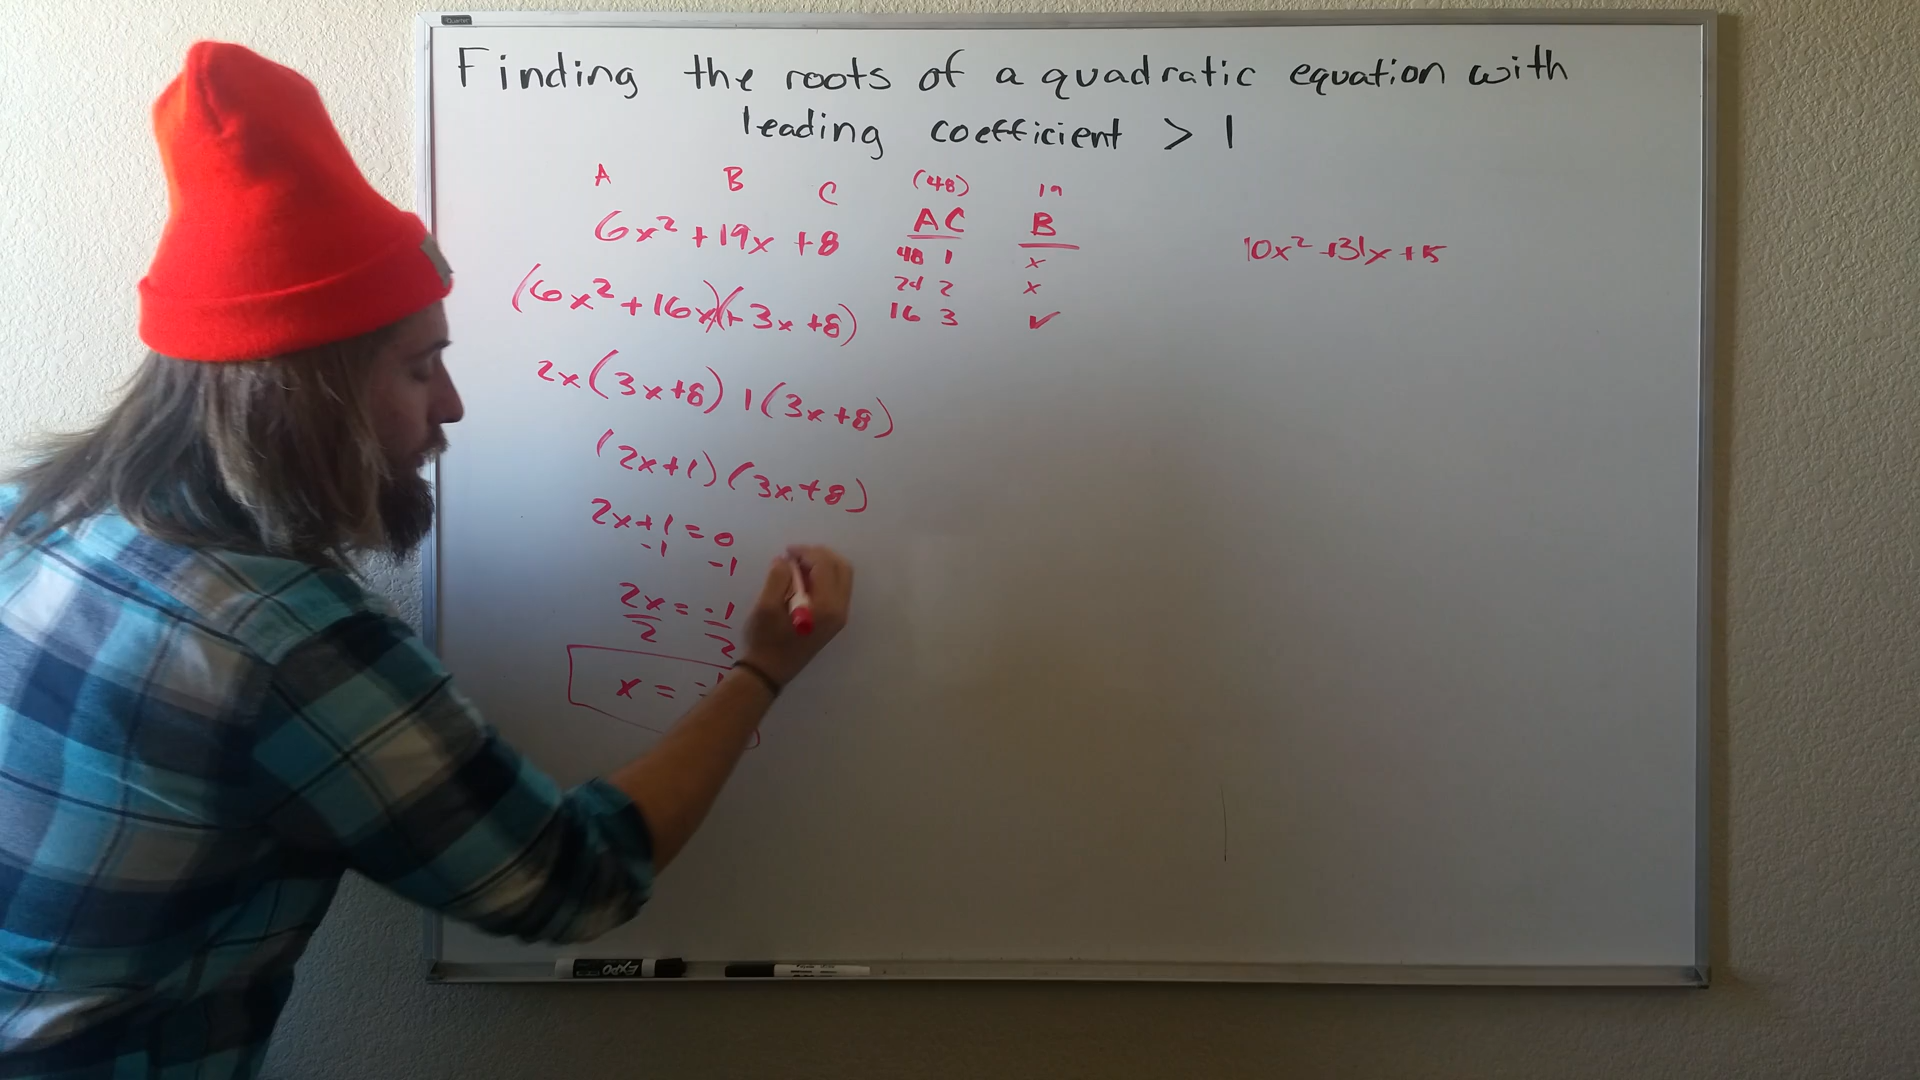 Quartet
Finding the roots of a quadratic equation with
leading coefficient > 1
A B C (48) 19
6x² + 19x + 8 AC B
48 1 x
24 2 x
16 3 ✓
(6x² + 16x)(+ 3x + 8)
2x(3x+8) 1(3x+8)
(2x+1)(3x+8)
2x+1 = 0
-1 -1
2x = -1
2 2
x = -1
10x² + 31x + 15
EXPO